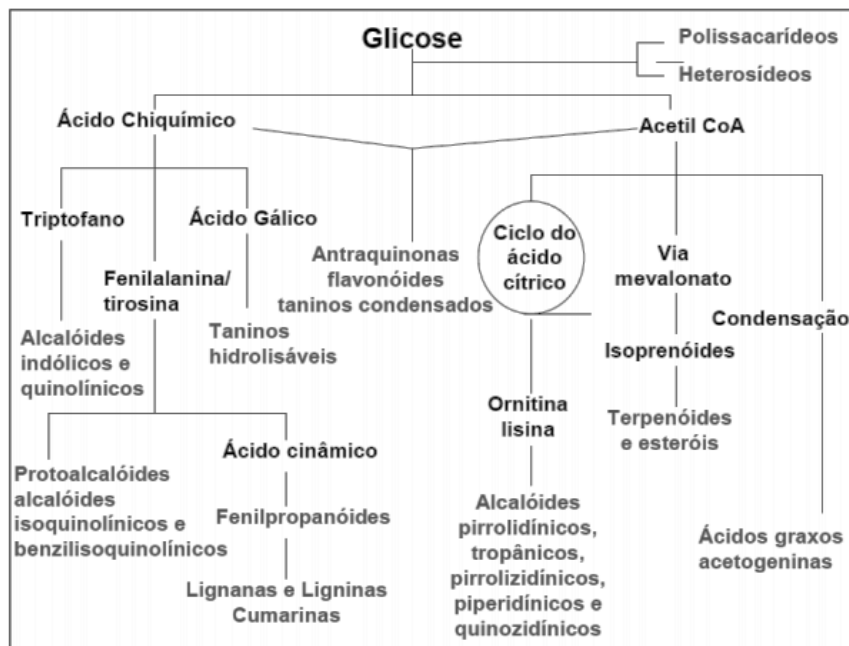 Glicose
Polissacarídeos
Heterosídeos
Ácido Chiquímico
Acetil CoA
Triptofano
Ácido Gálico
Fenilalanina/
tirosina
Antraquinonas
flavonóides
taninos condensados
Ciclo do
ácido
cítrico
Via
mevalonato
Condensação
Alcalóides
indólicos e
quinolínicos
Taninos
hidrolisáveis
Isoprenóides
Ornitina
lisina
Terpenóides
e esteróis
Ácido cinâmico
Protoalcalóides
alcalóides
isoquinolínicos e
benzilisoquinolínicos
Fenilpropanóides
Lignanas e Ligninas
Cumarinas
Alcalóides
pirrolidínicos,
tropânicos,
pirrolizidínicos,
piperidínicos e
quinozidínicos
Ácidos graxos
acetogeninas